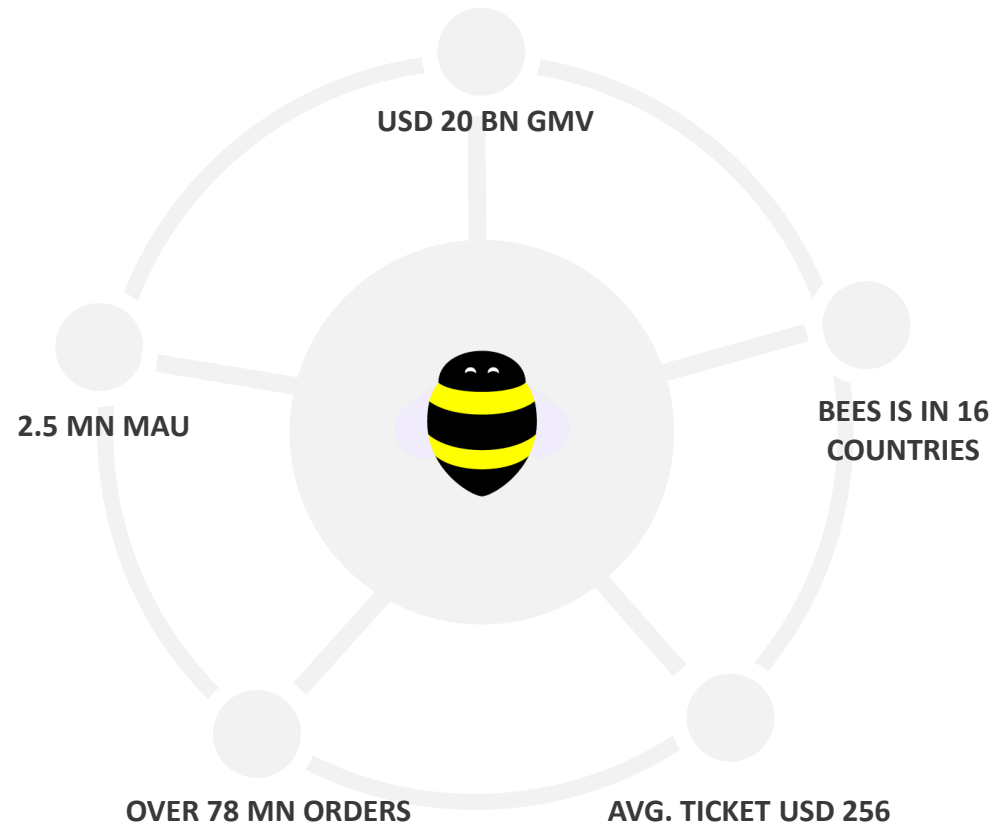 USD 20 BN GMV
2.5 MN MAU
BEES IS IN 16
COUNTRIES
OVER 78 MN ORDERS
AVG. TICKET USD 256